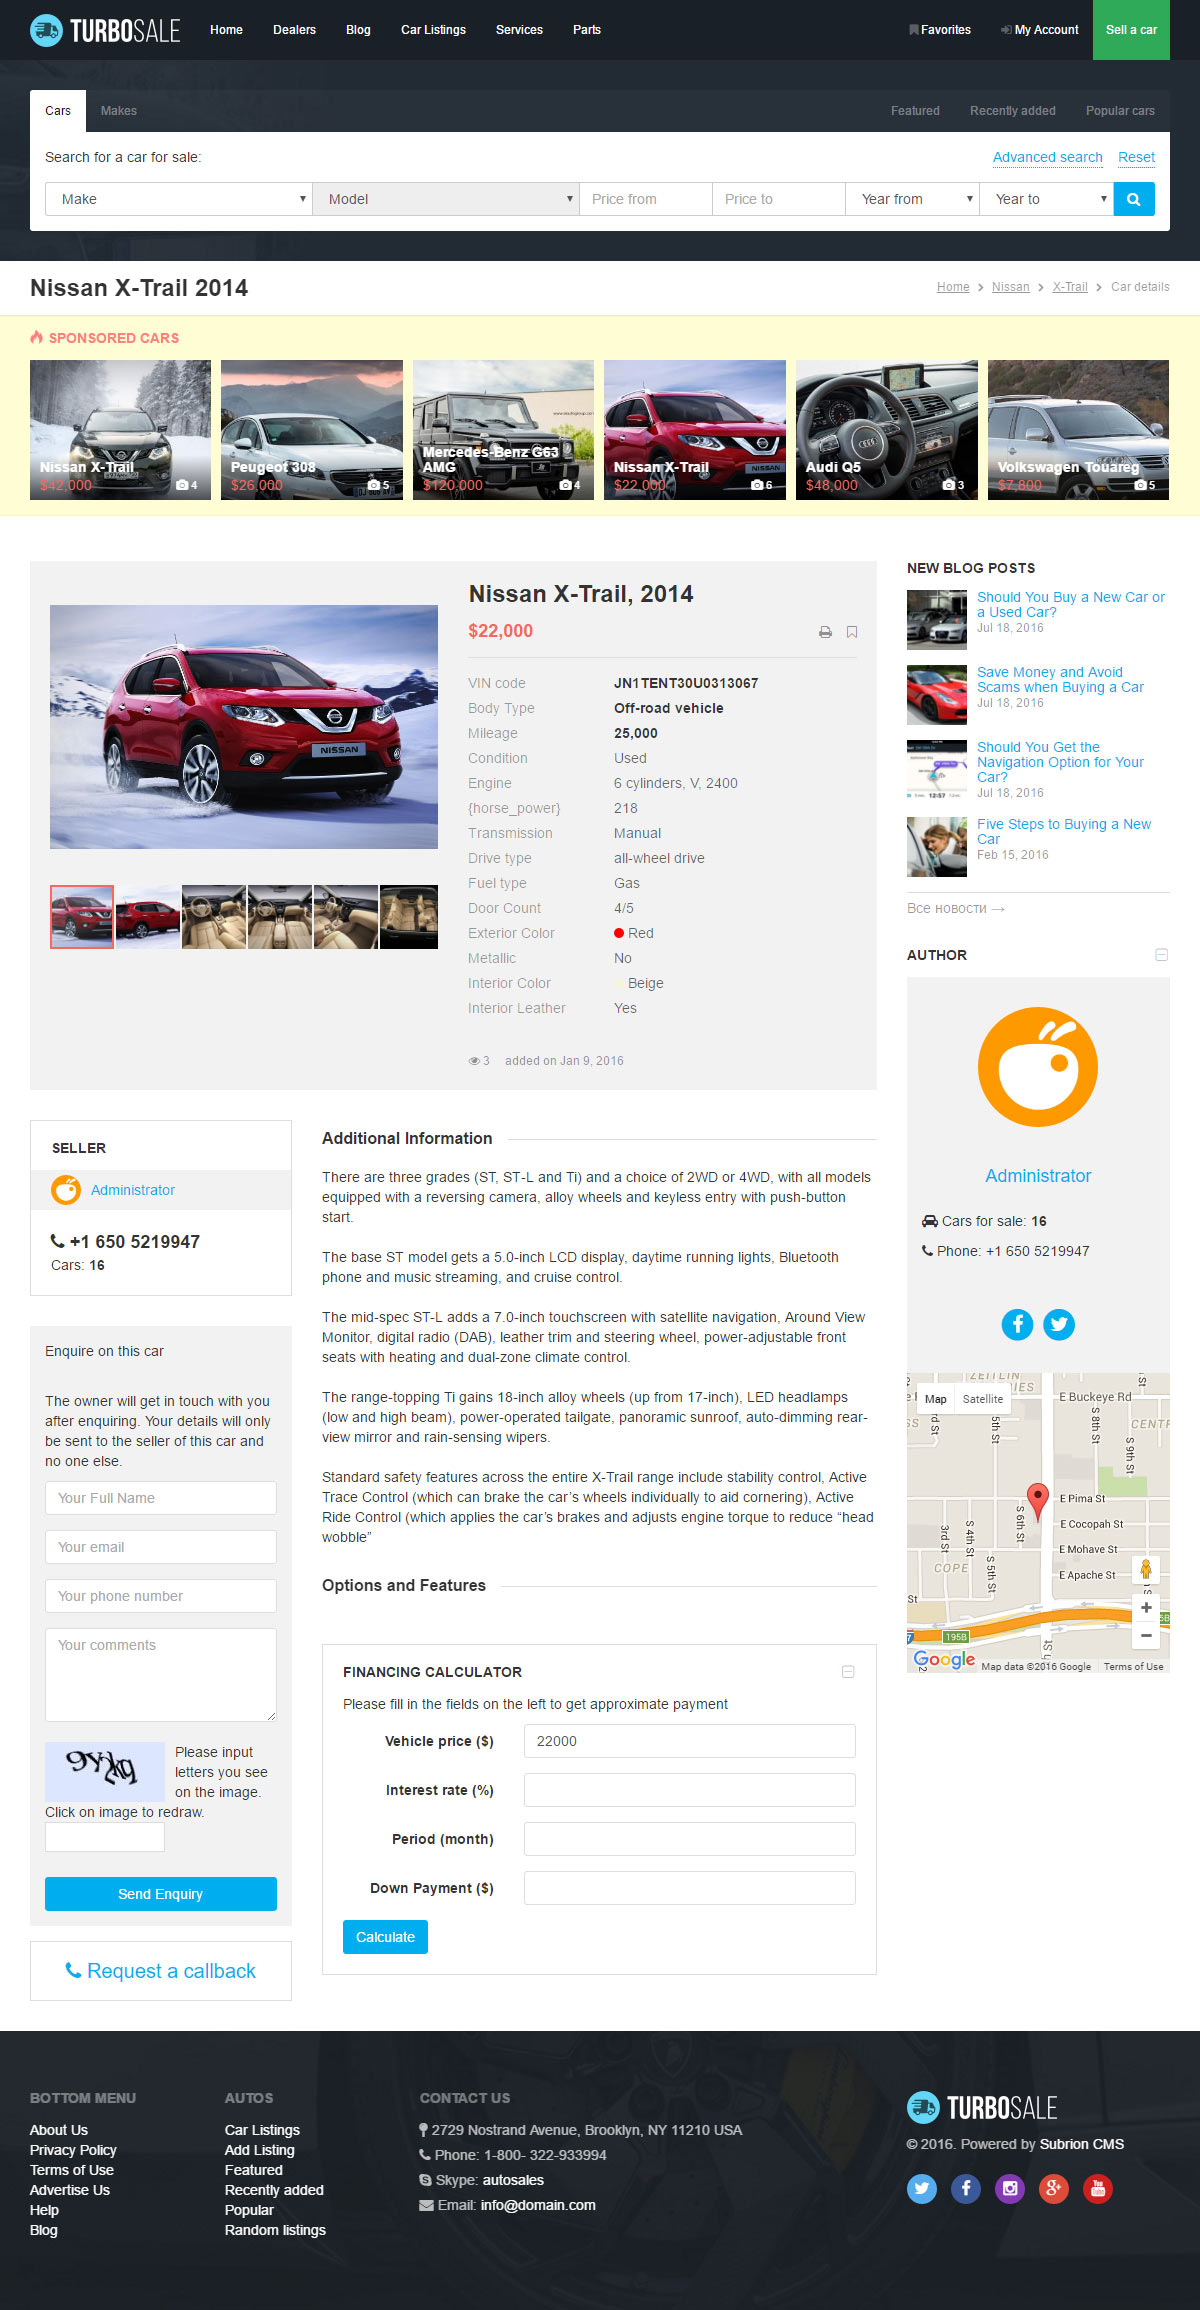 TURBOSALE
Home
Dealers
Blog
Car Listings
Services
Parts
Favorites
My Account
Sell a car
Cars
Makes
Featured
Recently added
Popular cars
Search for a car for sale:
Advanced search
Reset
Make
Model
Price from
Price to
Year from
Year to
Nissan X-Trail 2014
Home
Nissan
X-Trail
Car details
SPONSORED CARS
Nissan X-Trail
$42,000
4
Peugeot 308
$26,000
5
Mercedes-Benz G63
AMG
$120,000
4
Nissan X-Trail
$22,000
6
Audi Q5
$48,000
3
Volkswagen Touareg
$7,800
5
NISSAN
Nissan X-Trail, 2014
$22,000
VIN code JN1TENT30U0313067
Body Type Off-road vehicle
Mileage 25,000
Condition Used
Engine 6 cylinders, V, 2400
{horse_power} 218
Transmission Manual
Drive type all-wheel drive
Fuel type Gas
Door Count 4/5
Exterior Color Red
Metallic No
Interior Color Beige
Interior Leather Yes
3 added on Jan 9, 2016
NEW BLOG POSTS
Should You Buy a New Car or
a Used Car?
Jul 18, 2016
Save Money and Avoid
Scams when Buying a Car
Jul 18, 2016
Should You Get the
Navigation Option for Your
Car?
Jul 18, 2016
12:57
Five Steps to Buying a New
Car
Feb 15, 2016
Все новости →
AUTHOR
Administrator
Cars for sale: 16
Phone: +1 650 5219947
Map
Satellite
ZEITLIN
E Buckeye Rd
5th St
S 8th St
S 9th St
E Pima St
E Cocopah St
E Mohave St
E Apache St
3rd St
S 4th St
S 5th St
S 6th St
COPE
195B
Google
Map data ©2016 Google
Terms of Use
SELLER
Administrator
+1 650 5219947
Cars: 16
Enquire on this car
The owner will get in touch with you
after enquiring. Your details will only
be sent to the seller of this car and
no one else.
Your Full Name
Your email
Your phone number
Your comments
Please input
letters you see
on the image.
Click on image to redraw.
Send Enquiry
Request a callback
Additional Information
There are three grades (ST, ST-L and Ti) and a choice of 2WD or 4WD, with all models
equipped with a reversing camera, alloy wheels and keyless entry with push-button
start.
The base ST model gets a 5.0-inch LCD display, daytime running lights, Bluetooth
phone and music streaming, and cruise control.
The mid-spec ST-L adds a 7.0-inch touchscreen with satellite navigation, Around View
Monitor, digital radio (DAB), leather trim and steering wheel, power-adjustable front
seats with heating and dual-zone climate control.
The range-topping Ti gains 18-inch alloy wheels (up from 17-inch), LED headlamps
(low and high beam), power-operated tailgate, panoramic sunroof, auto-dimming rear-
view mirror and rain-sensing wipers.
Standard safety features across the entire X-Trail range include stability control, Active
Trace Control (which can brake the car’s wheels individually to aid cornering), Active
Ride Control (which applies the car’s brakes and adjusts engine torque to reduce “head
wobble”
Options and Features
FINANCING CALCULATOR
Please fill in the fields on the left to get approximate payment
Vehicle price ($) 22000
Interest rate (%)
Period (month)
Down Payment ($)
Calculate
BOTTOM MENU
About Us
Privacy Policy
Terms of Use
Advertise Us
Help
Blog
AUTOS
Car Listings
Add Listing
Featured
Recently added
Popular
Random listings
CONTACT US
2729 Nostrand Avenue, Brooklyn, NY 11210 USA
Phone: 1-800- 322-933994
Skype: autosales
Email: info@domain.com
TURBOSALE
© 2016. Powered by Subrion CMS